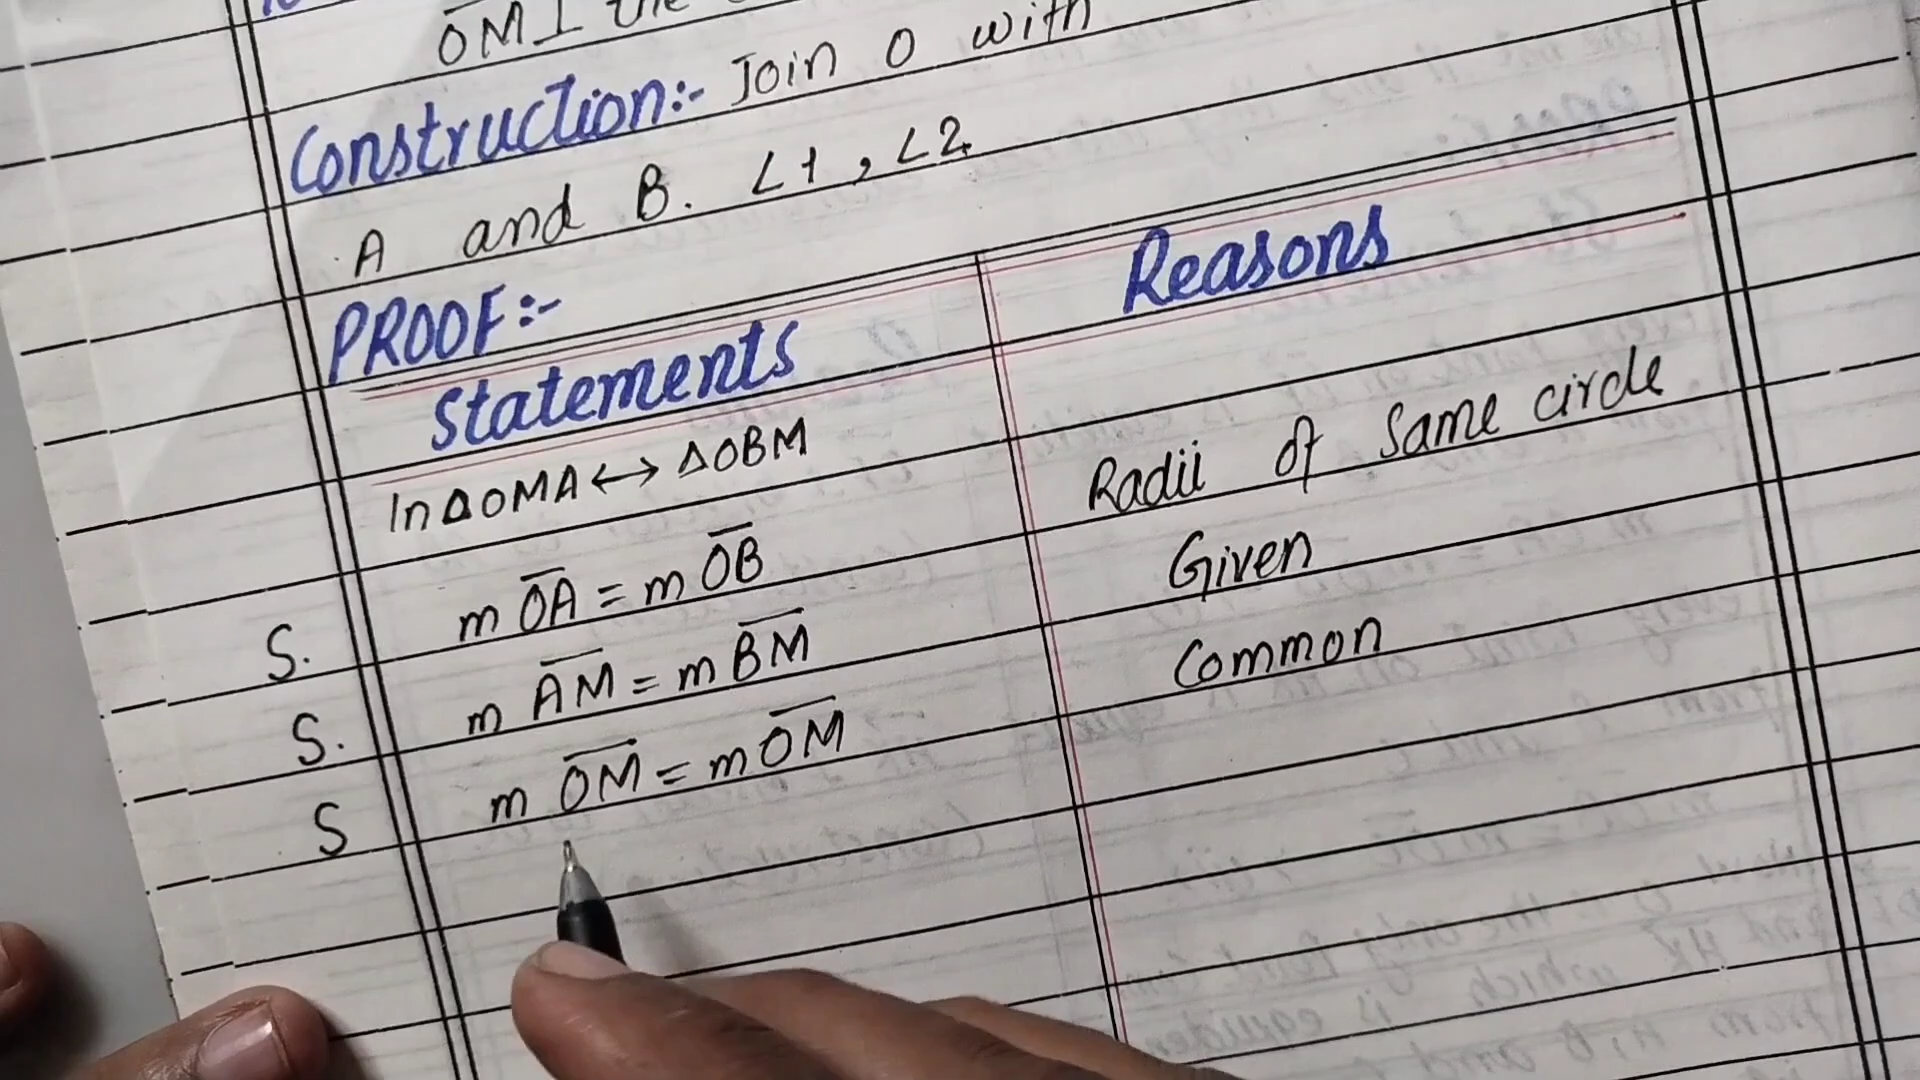 OM ⊥ the
Construction:- Join O with
A and B. ∠1, ∠2
PROOF:-
Statements Reasons
In ΔOMA ↔ ΔOBM
S. m OA = m OB Radii of Same circle
S. m AM = m BM Given
S m OM = m OM Common